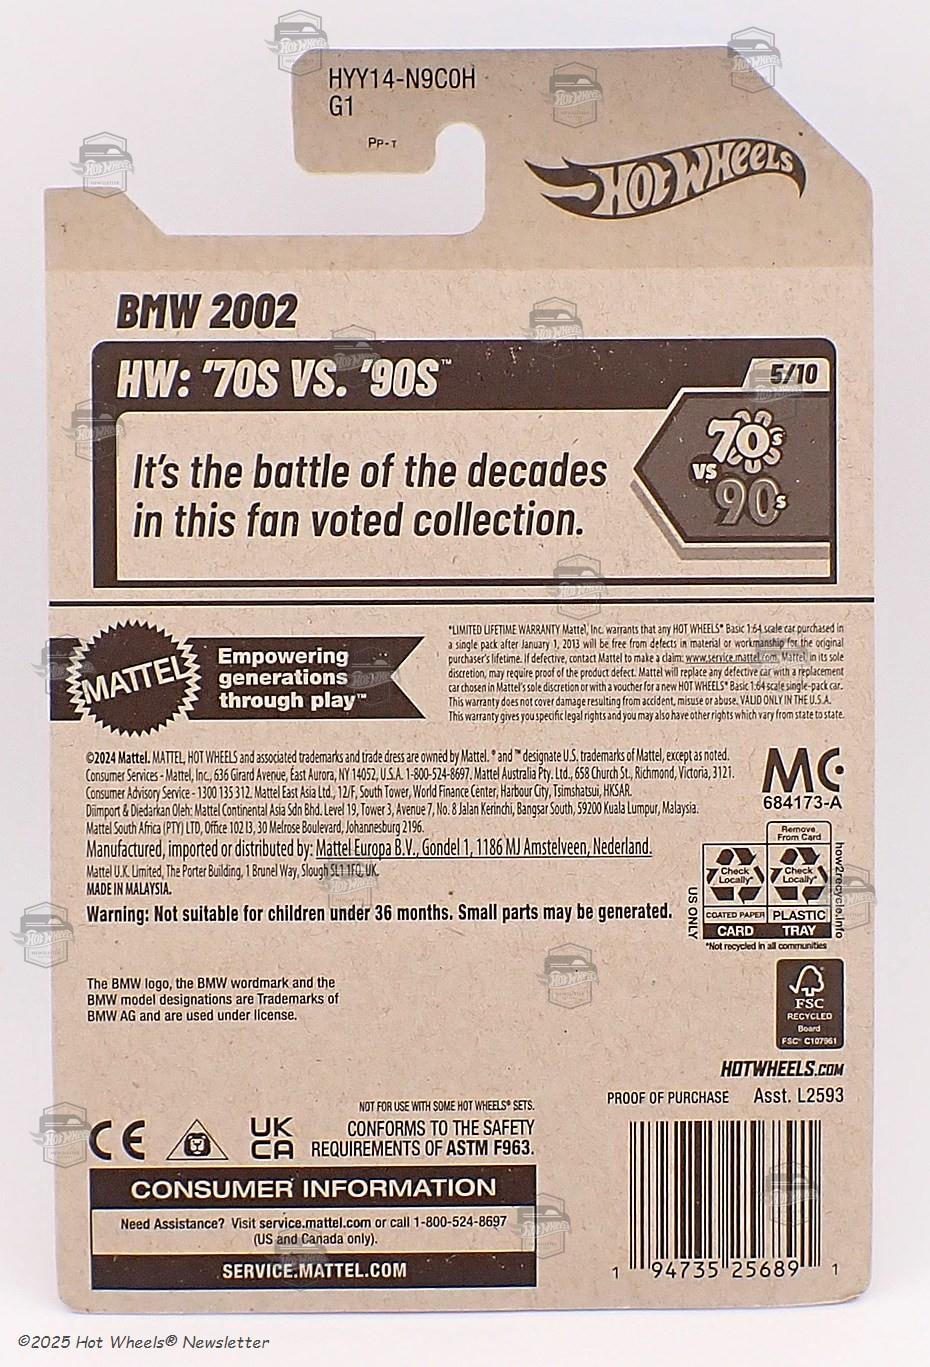 HYY14-N9C0H
G1
PP-T
HOT WHEELS
BMW 2002
HW: '70S VS. '90S™
5/10
It's the battle of the decades
in this fan voted collection.
70s
VS
90s
MATTEL
Empowering
generations
through play™
*LIMITED LIFETIME WARRANTY Mattel, Inc. warrants that any HOT WHEELS® Basic 1:64 scale car purchased in
a single pack after January 1, 2013 will be free from defects in material or workmanship for the original
purchaser's lifetime. If defective, contact Mattel to make a claim: www.service.mattel.com. Mattel, in its sole
discretion, may require proof of the product defect. Mattel will replace any defective car with a replacement
car chosen in Mattel's sole discretion or with a voucher for a new HOT WHEELS® Basic 1:64 scale single-pack car.
This warranty does not cover damage resulting from accident, misuse or abuse. VALID ONLY IN THE U.S.A.
This warranty gives you specific legal rights and you may also have other rights which vary from state to state.
©2024 Mattel. MATTEL, HOT WHEELS and associated trademarks and trade dress are owned by Mattel. ® and ™ designate U.S. trademarks of Mattel, except as noted.
Consumer Services - Mattel, Inc., 636 Girard Avenue, East Aurora, NY 14052, U.S.A. 1-800-524-8697. Mattel Australia Pty. Ltd., 658 Church St., Richmond, Victoria, 3121.
Consumer Advisory Service - 1300 135 312. Mattel East Asia Ltd., 12/F, South Tower, World Finance Center, Harbour City, Tsimshatsui, HKSAR.
Diimport & Diedarkan Oleh: Mattel Continental Asia Sdn Bhd. Level 19, Tower 3, Avenue 7, No. 8 Jalan Kerinchi, Bangsar South, 59200 Kuala Lumpur, Malaysia.
Mattel South Africa (PTY) LTD, Office 102 I3, 30 Melrose Boulevard, Johannesburg 2196.
Manufactured, imported or distributed by: Mattel Europa B.V., Gondel 1, 1186 MJ Amstelveen, Nederland.
Mattel U.K. Limited, The Porter Building, 1 Brunel Way, Slough SL1 1FQ, UK.
MADE IN MALAYSIA.
Warning: Not suitable for children under 36 months. Small parts may be generated.
MC
684173-A
Remove
From Card
Check
Locally*
Check
Locally*
COATED PAPER
PLASTIC
CARD
TRAY
US ONLY
how2recycle.info
*Not recycled in all communities
The BMW logo, the BMW wordmark and the
BMW model designations are Trademarks of
BMW AG and are used under license.
FSC
RECYCLED
Board
FSC® C107961
HOTWHEELS.COM
PROOF OF PURCHASE Asst. L2593
NOT FOR USE WITH SOME HOT WHEELS® SETS.
CE
UK
CA
CONFORMS TO THE SAFETY
REQUIREMENTS OF ASTM F963.
CONSUMER INFORMATION
Need Assistance? Visit service.mattel.com or call 1-800-524-8697
(US and Canada only).
SERVICE.MATTEL.COM
1 94735 25689 1
©2025 Hot Wheels® Newsletter